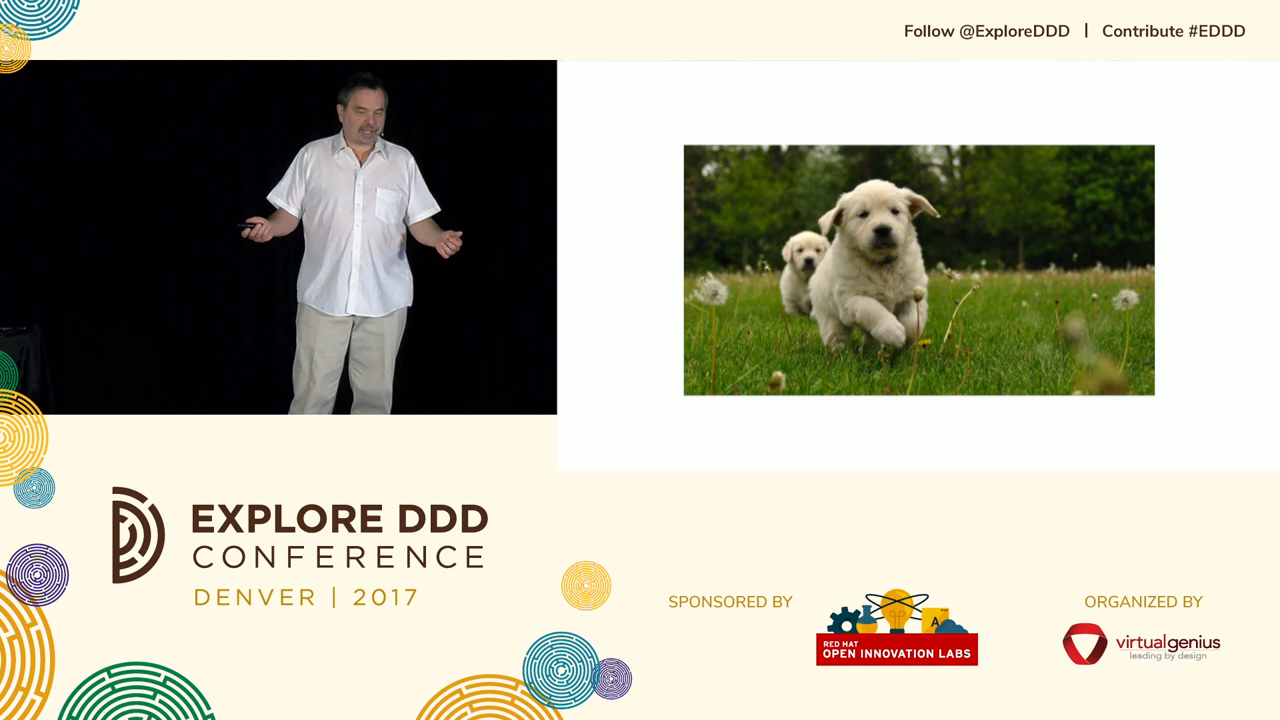 Follow @ExploreDDD | Contribute #EDDD
EXPLORE DDD
CONFERENCE
DENVER | 2017
SPONSORED BY
A
RED HAT
OPEN INNOVATION LABS
ORGANIZED BY
virtualgenius
leading by design